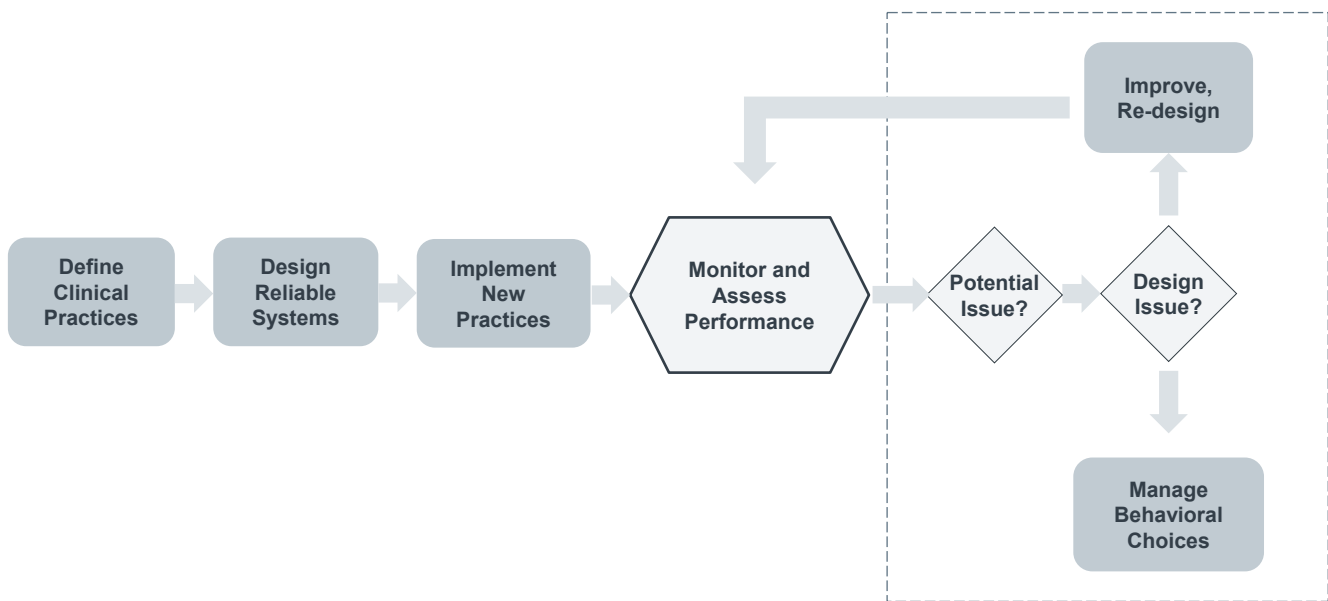 Improve,
Re-design
Define
Clinical
Practices
Design
Reliable
Systems
Implement
New
Practices
Monitor and
Assess
Performance
Potential
Issue?
Design
Issue?
Manage
Behavioral
Choices